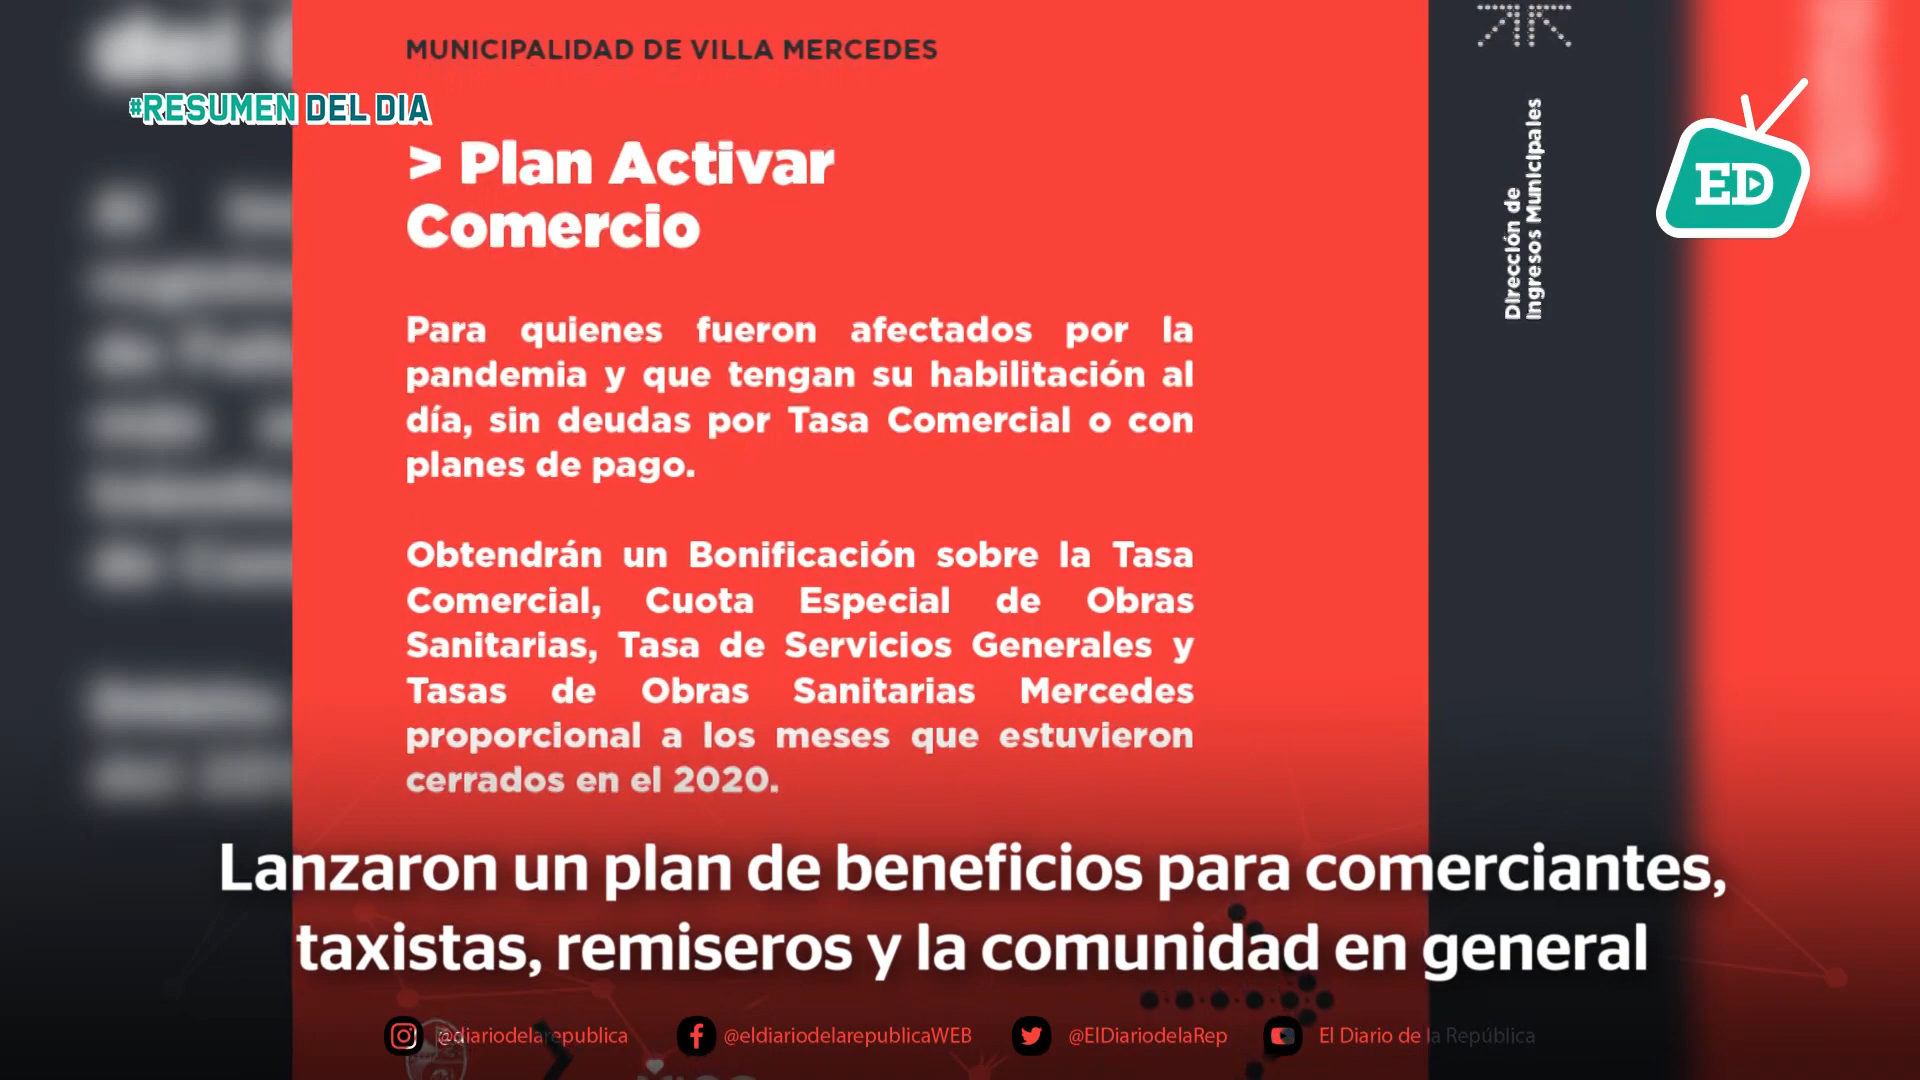 MUNICIPALIDAD DE VILLA MERCEDES
#RESUMEN DEL DIA
> Plan Activar
Comercio
Dirección de
Ingresos Municipales
ED
Para quienes fueron afectados por la
pandemia y que tengan su habilitación al
día, sin deudas por Tasa Comercial o con
planes de pago.
Obtendrán un Bonificación sobre la Tasa
Comercial, Cuota Especial de Obras
Sanitarias, Tasa de Servicios Generales y
Tasas de Obras Sanitarias Mercedes
proporcional a los meses que estuvieron
cerrados en el 2020.
Lanzaron un plan de beneficios para comerciantes,
taxistas, remiseros y la comunidad en general
@diariodelarepublica @eldiariodelarepublicaWEB @ElDiariodelaRep El Diario de la República